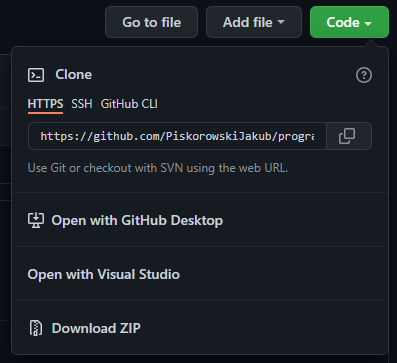 Go to file Add file Code
Clone
HTTPS SSH GitHub CLI
https://github.com/PiskorowskiJakub/progra
Use Git or checkout with SVN using the web URL.
Open with GitHub Desktop
Open with Visual Studio
Download ZIP